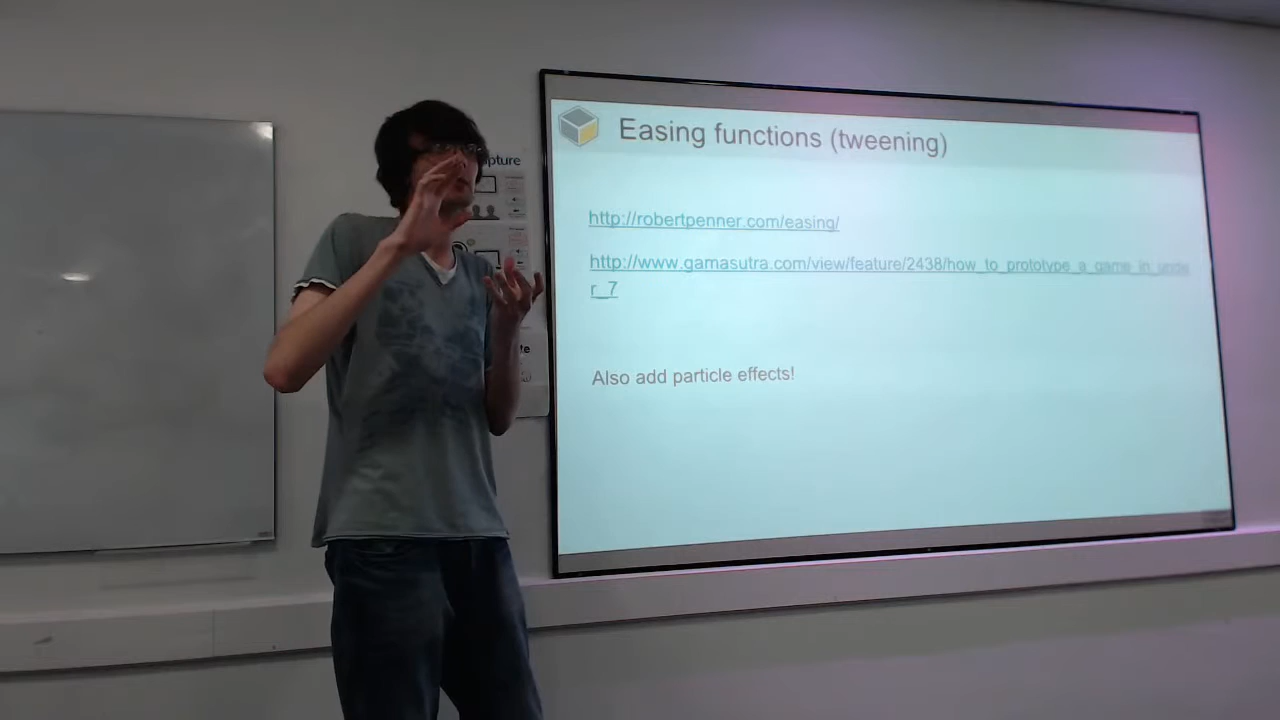 Easing functions (tweening)
http://robertpenner.com/easing/
http://www.gamasutra.com/view/feature/2438/how_to_prototype_a_game_in_unde
r_7
Also add particle effects!